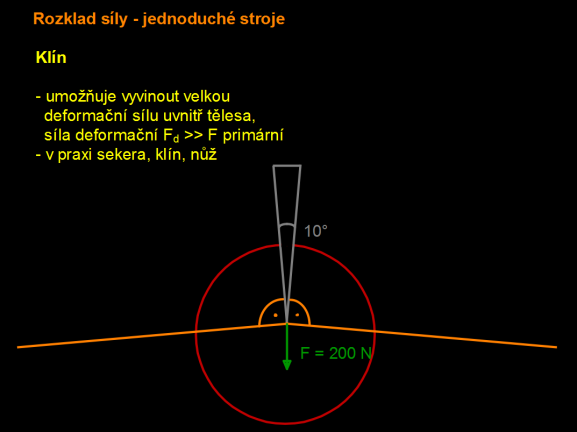 Rozklad síly - jednoduché stroje
Klín
- umožňuje vyvinout velkou
deformační sílu uvnitř tělesa,
síla deformační Fd >> F primární
- v praxi sekera, klín, nůž
10°
F = 200 N